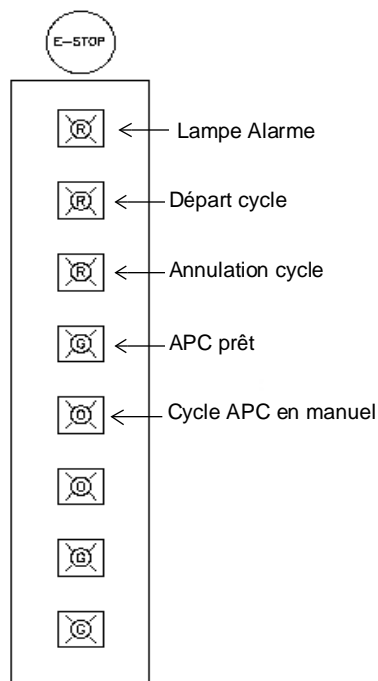 E-STOP
R Lampe Alarme
R Départ cycle
R Annulation cycle
G APC prêt
O Cycle APC en manuel
O
G
G